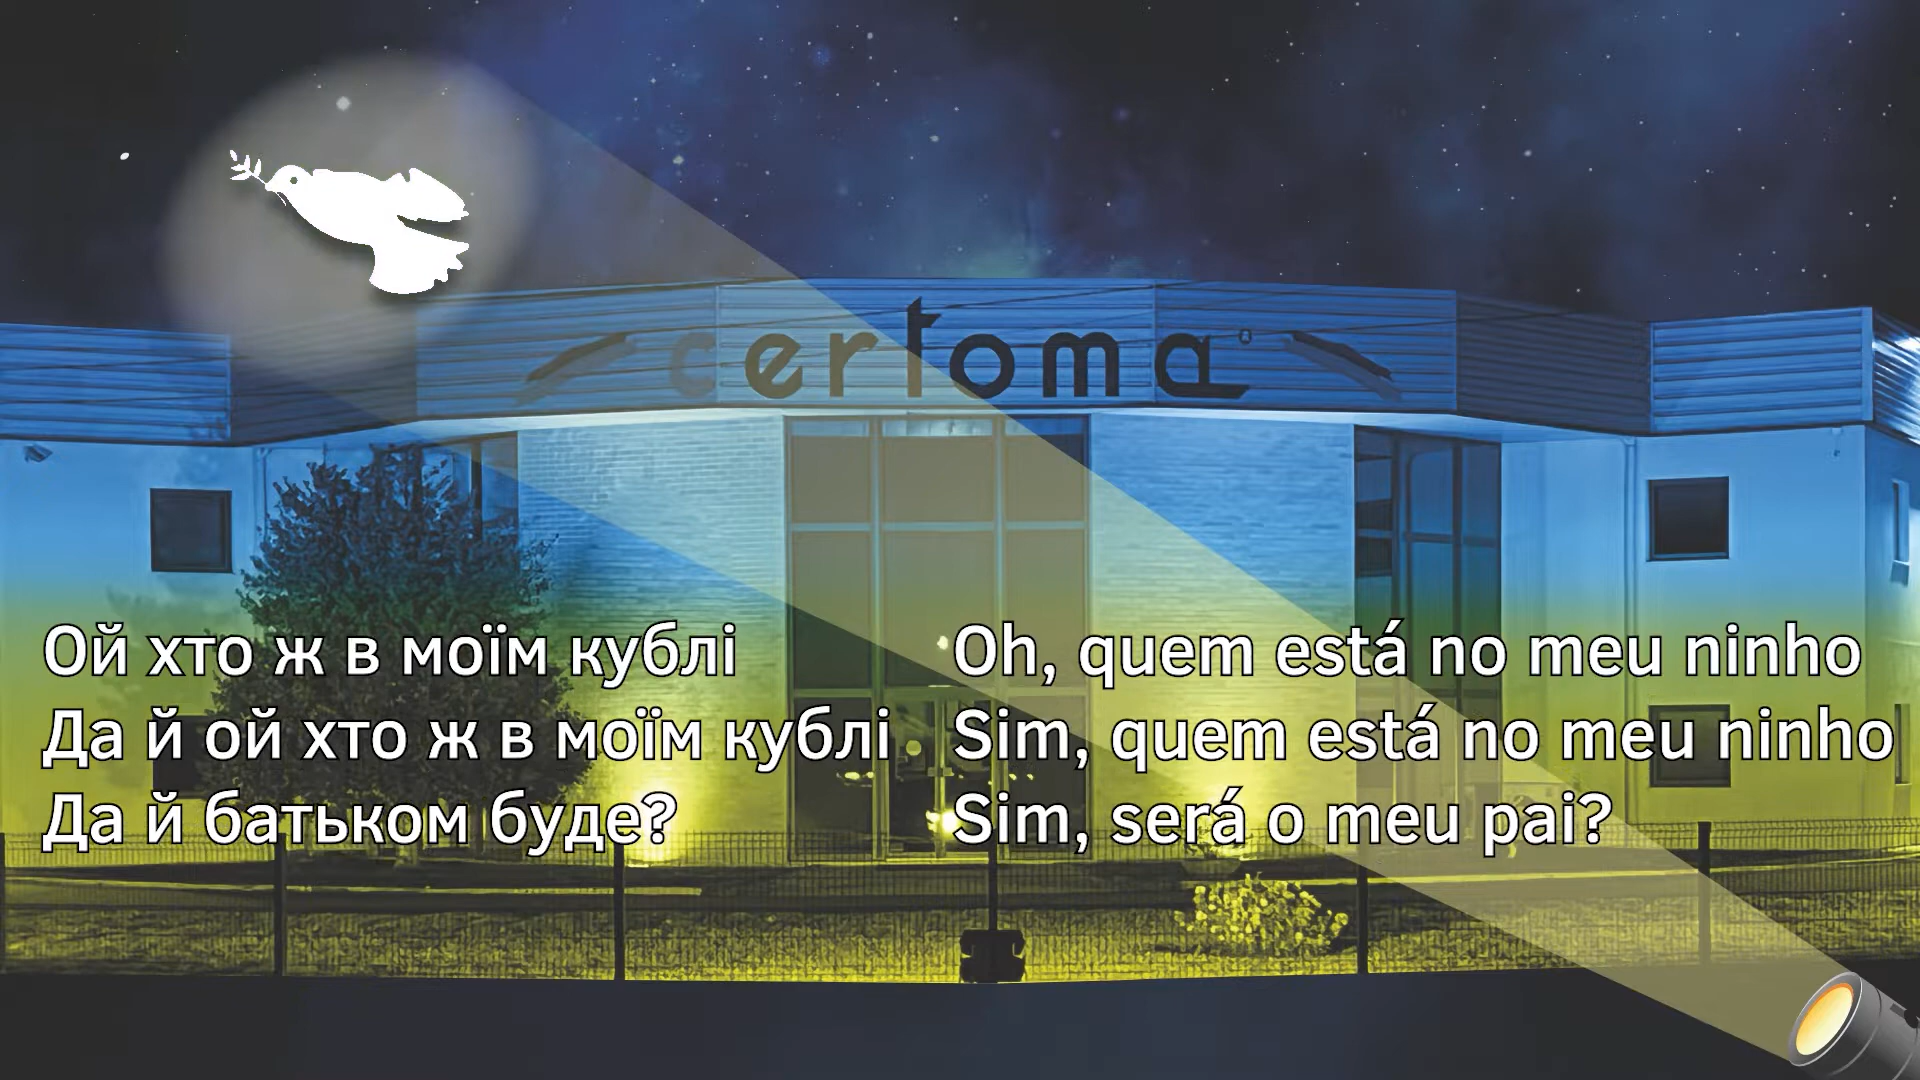 certoma®
Ой хто ж в моїм кублі
Да й ой хто ж в моїм кублі
Да й батьком буде?
Oh, quem está no meu ninho
Sim, quem está no meu ninho
Sim, será o meu pai?